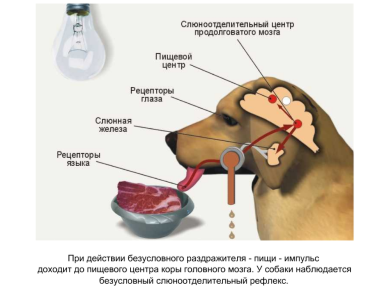 Слюноотделительный центр
продолговатого мозга
Пищевой
центр
Рецепторы
глаза
Слюнная
железа
Рецепторы
языка
При действии безусловного раздражителя - пищи - импульс
доходит до пищевого центра коры головного мозга. У собаки наблюдается
безусловный слюноотделительный рефлекс.